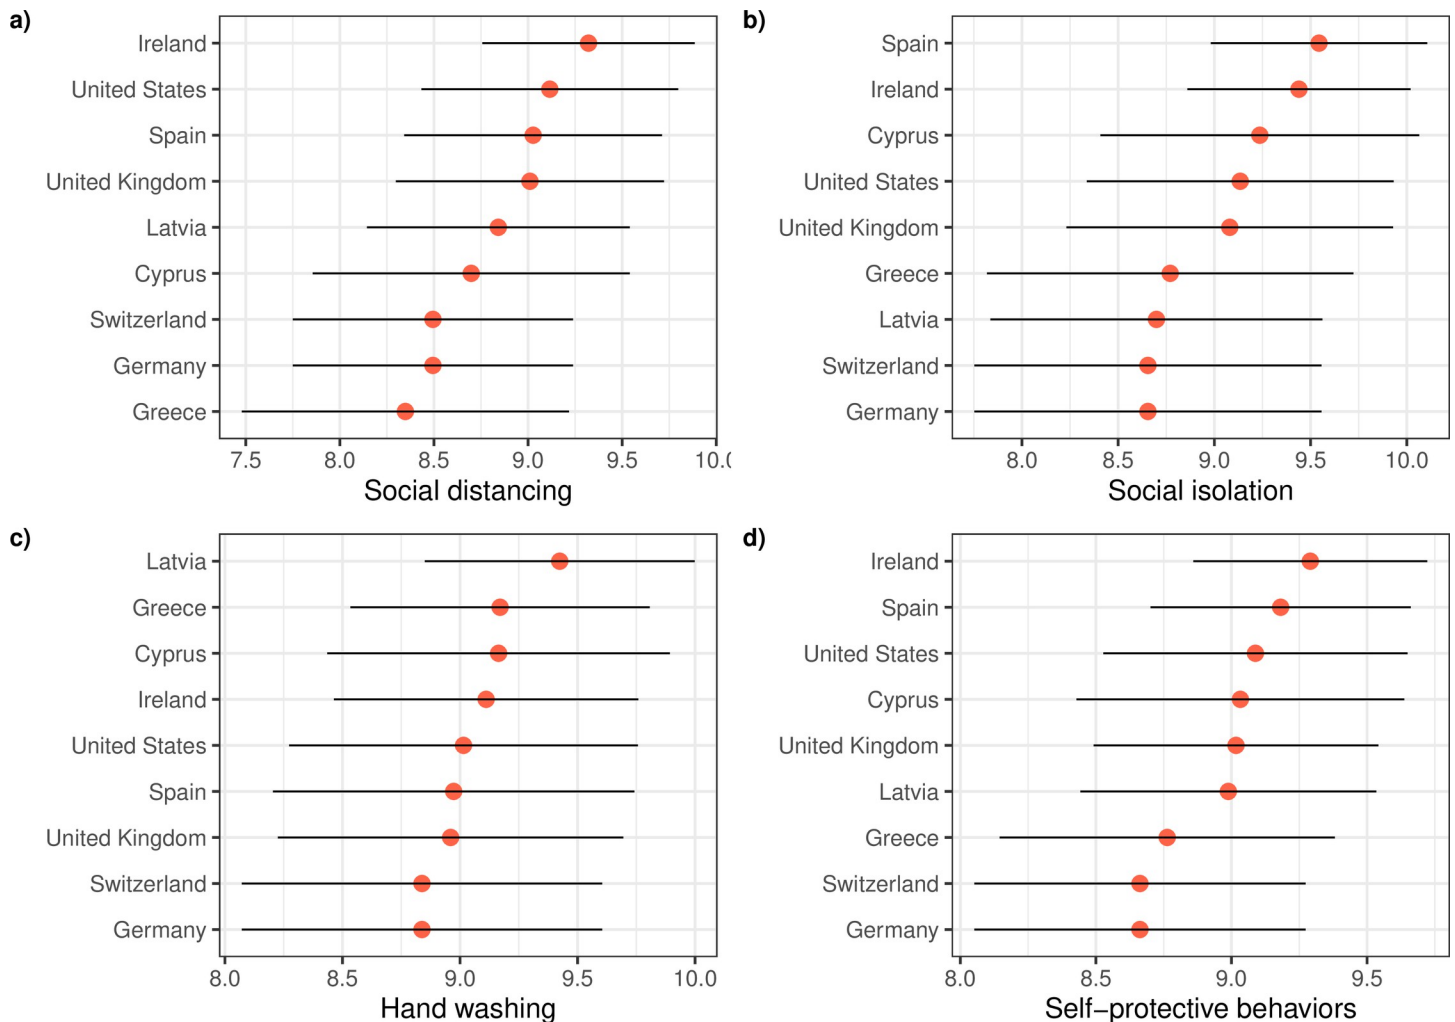 a)
Ireland
United States
Spain
United Kingdom
Latvia
Cyprus
Switzerland
Germany
Greece
7.5 8.0 8.5 9.0 9.5 10.0
Social distancing
b)
Spain
Ireland
Cyprus
United States
United Kingdom
Greece
Latvia
Switzerland
Germany
8.0 8.5 9.0 9.5 10.0
Social isolation
c)
Latvia
Greece
Cyprus
Ireland
United States
Spain
United Kingdom
Switzerland
Germany
8.0 8.5 9.0 9.5 10.0
Hand washing
d)
Ireland
Spain
United States
Cyprus
United Kingdom
Latvia
Greece
Switzerland
Germany
8.0 8.5 9.0 9.5
Self−protective behaviors